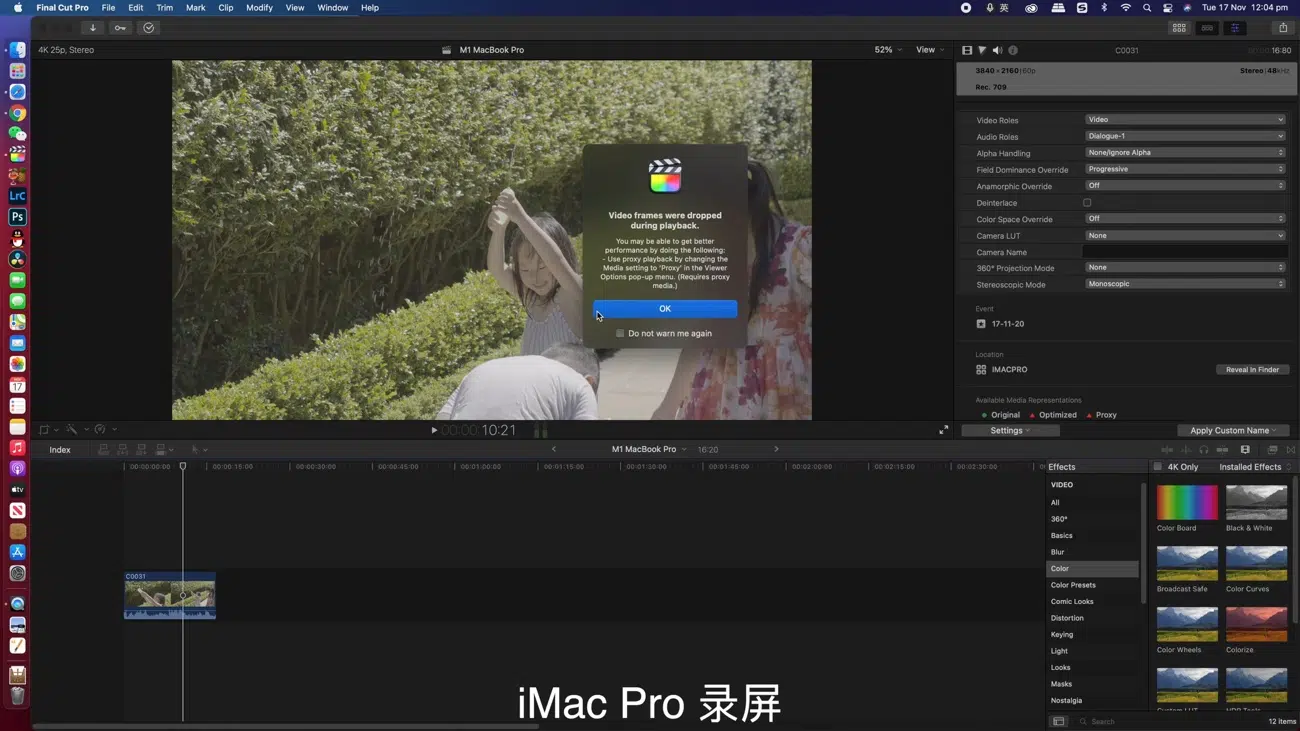 Final Cut Pro File Edit Trim Mark Clip Modify View Window Help
英 Tue 17 Nov 12:04 pm
4K 25p, Stereo
M1 MacBook Pro
52%
View
C0031
16:80
3840 × 2160 | 60p
Stereo | 48kHz
Rec. 709
Video Roles Video
Audio Roles Dialogue-1
Alpha Handling None/Ignore Alpha
Field Dominance Override Progressive
Anamorphic Override Off
Deinterlace
Color Space Override Off
Camera LUT None
Camera Name
360° Projection Mode None
Stereoscopic Mode Monoscopic
Event
17-11-20
Location
IMACPRO
Reveal In Finder
Available Media Representations
Original Optimized Proxy
Settings
Apply Custom Name
Video frames were dropped
during playback.
You may be able to get better
performance by doing the following:
- Use proxy playback by changing the
Media setting to 'Proxy' in the Viewer
Options pop-up menu. (Requires proxy
media.)
OK
Do not warn me again
LrC
Ps
17
tv
00:00:00 10:21
Index
M1 MacBook Pro
16:20
00:00:00:00 00:00:15:00 00:00:30:00 00:00:45:00 00:01:00:00 00:01:15:00 00:01:30:00 00:01:45:00 00:02:00:00 00:02:15:00 00:02:30:00
C0031
Effects
4K Only
Installed Effects
VIDEO
All
360°
Basics
Blur
Color
Color Presets
Comic Looks
Distortion
Keying
Light
Looks
Masks
Nostalgia
Color Board
Black & White
Broadcast Safe
Color Curves
Color Wheels
Colorize
Search
12 items
iMac Pro 录屏